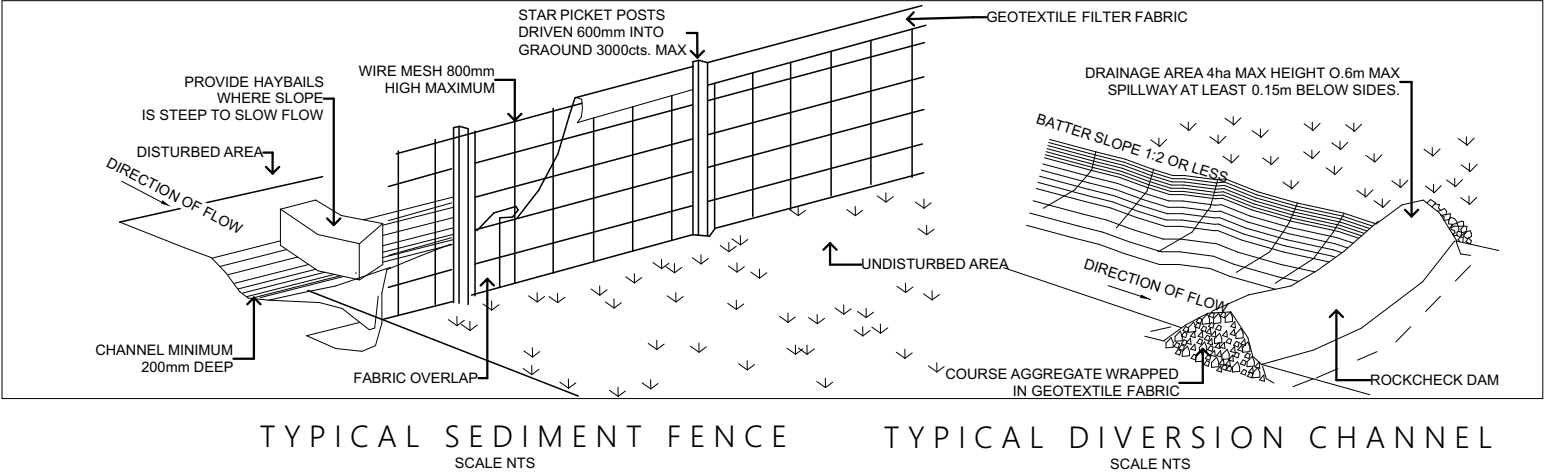 STAR PICKET POSTS
DRIVEN 600mm INTO
GRAOUND 3000cts. MAX
GEOTEXTILE FILTER FABRIC
WIRE MESH 800mm
HIGH MAXIMUM
PROVIDE HAYBAILS
WHERE SLOPE
IS STEEP TO SLOW FLOW
DISTURBED AREA
DIRECTION OF FLOW
CHANNEL MINIMUM
200mm DEEP
FABRIC OVERLAP
UNDISTURBED AREA
DRAINAGE AREA 4ha MAX HEIGHT O.6m MAX
SPILLWAY AT LEAST 0.15m BELOW SIDES.
BATTER SLOPE 1:2 OR LESS
DIRECTION OF FLOW
COURSE AGGREGATE WRAPPED
IN GEOTEXTILE FABRIC
ROCKCHECK DAM
TYPICAL SEDIMENT FENCE
SCALE NTS
TYPICAL DIVERSION CHANNEL
SCALE NTS